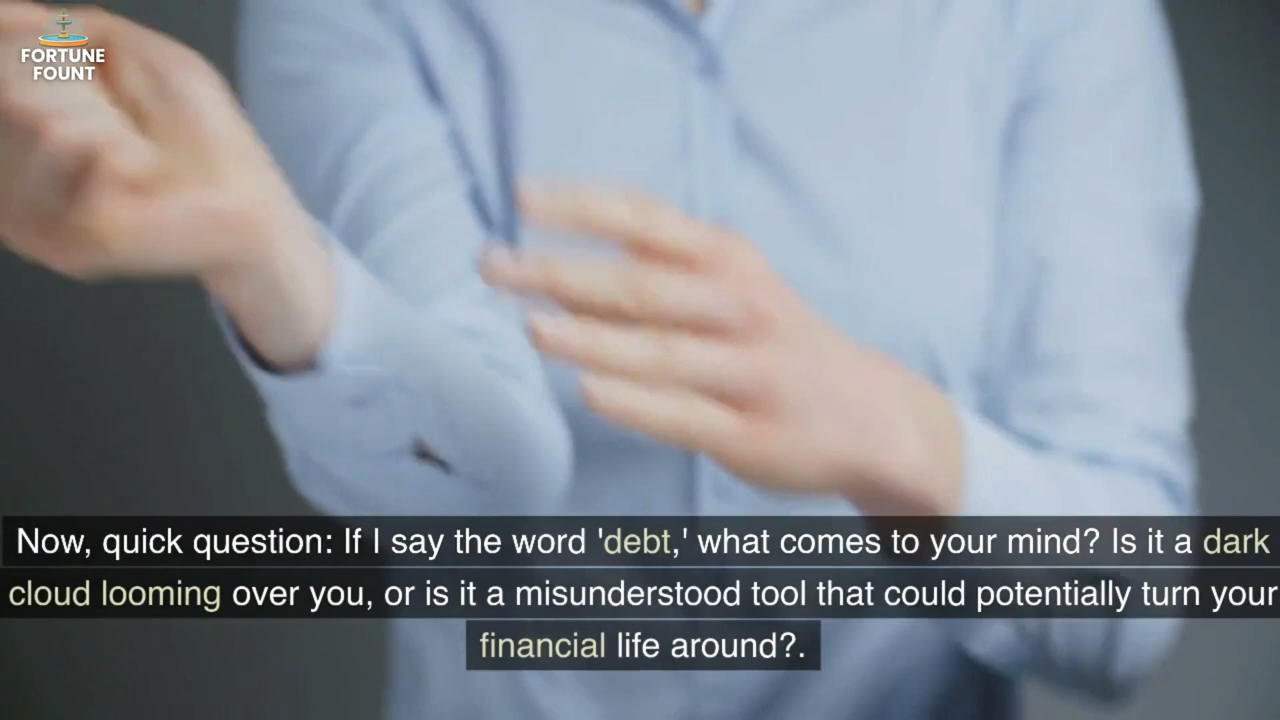 FORTUNE
FOUNT
Now, quick question: If I say the word 'debt,' what comes to your mind? Is it a dark
cloud looming over you, or is it a misunderstood tool that could potentially turn your
financial life around?.